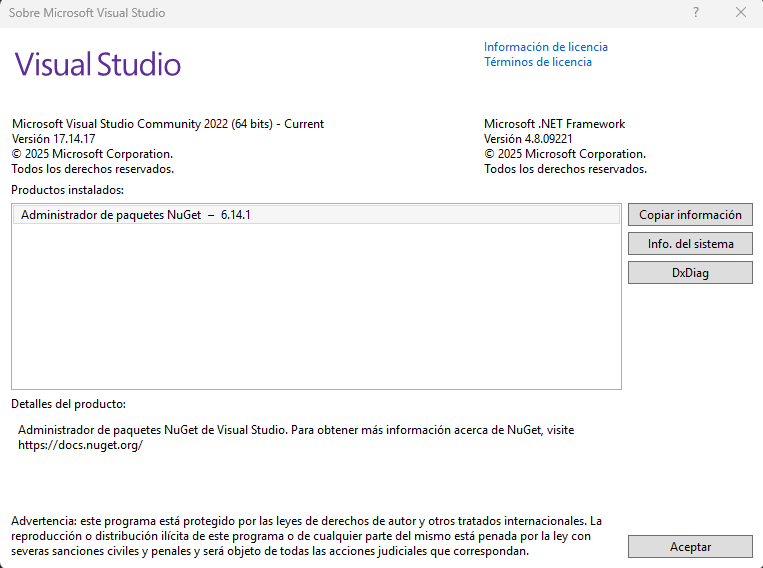 Sobre Microsoft Visual Studio
Visual Studio
Información de licencia
Términos de licencia
Microsoft Visual Studio Community 2022 (64 bits) - Current
Versión 17.14.17
© 2025 Microsoft Corporation.
Todos los derechos reservados.
Microsoft .NET Framework
Versión 4.8.09221
© 2025 Microsoft Corporation.
Todos los derechos reservados.
Productos instalados:
Administrador de paquetes NuGet – 6.14.1
Copiar información
Info. del sistema
DxDiag
Detalles del producto:
Administrador de paquetes NuGet de Visual Studio. Para obtener más información acerca de NuGet, visite
https://docs.nuget.org/
Advertencia: este programa está protegido por las leyes de derechos de autor y otros tratados internacionales. La
reproducción o distribución ilícita de este programa o de cualquier parte del mismo está penada por la ley con
severas sanciones civiles y penales y será objeto de todas las acciones judiciales que correspondan.
Aceptar